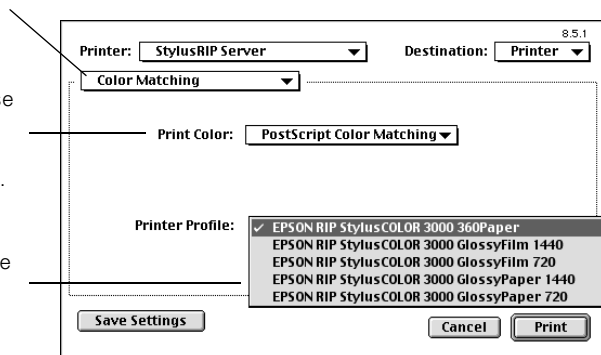 8.5.1
Printer: StylusRIP Server Destination: Printer
Color Matching
se
Print Color: PostScript Color Matching
.
Printer Profile: ✓ EPSON RIP StylusCOLOR 3000 360Paper
EPSON RIP StylusCOLOR 3000 GlossyFilm 1440
EPSON RIP StylusCOLOR 3000 GlossyFilm 720
e
EPSON RIP StylusCOLOR 3000 GlossyPaper 1440
EPSON RIP StylusCOLOR 3000 GlossyPaper 720
Save Settings Cancel Print